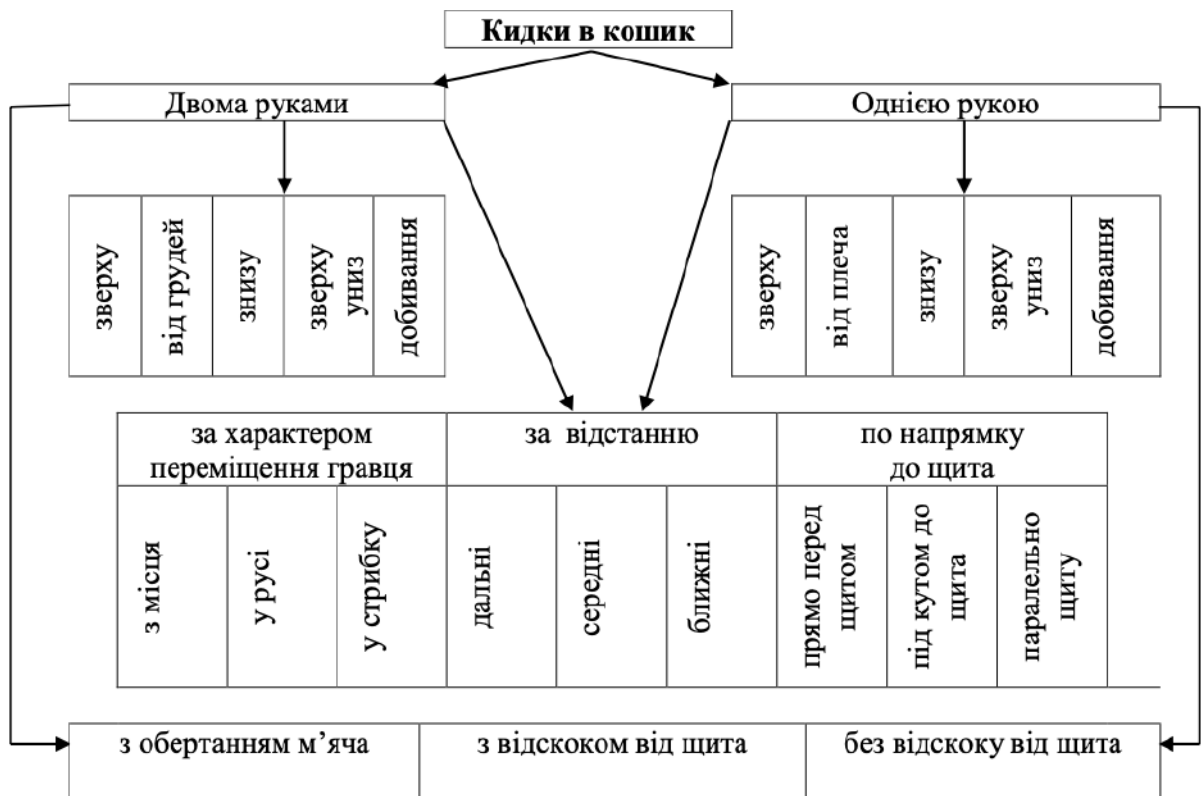 Кидки в кошик
Двома руками
Однією рукою
зверху
від грудей
знизу
зверху
униз
добивання
зверху
від плеча
знизу
зверху
униз
добивання
за характером
переміщення гравця
за відстанню
по напрямку
до щита
з місця
у русі
у стрибку
дальні
середні
ближні
прямо перед
щитом
під кутом до
щита
паралельно
щиту
з обертанням м’яча
з відскоком від щита
без відскоку від щита